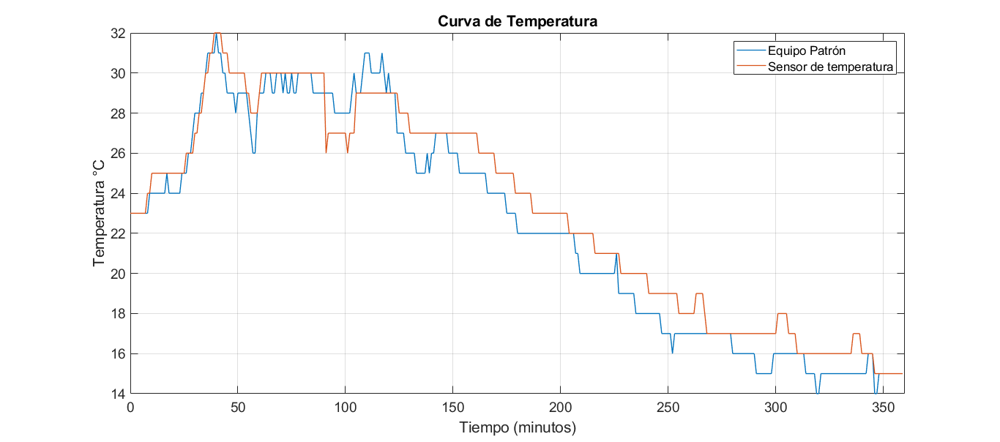 Curva de Temperatura
Equipo Patrón
Sensor de temperatura
Temperatura °C
32
30
28
26
24
22
20
18
16
14
0 50 100 150 200 250 300 350
Tiempo (minutos)